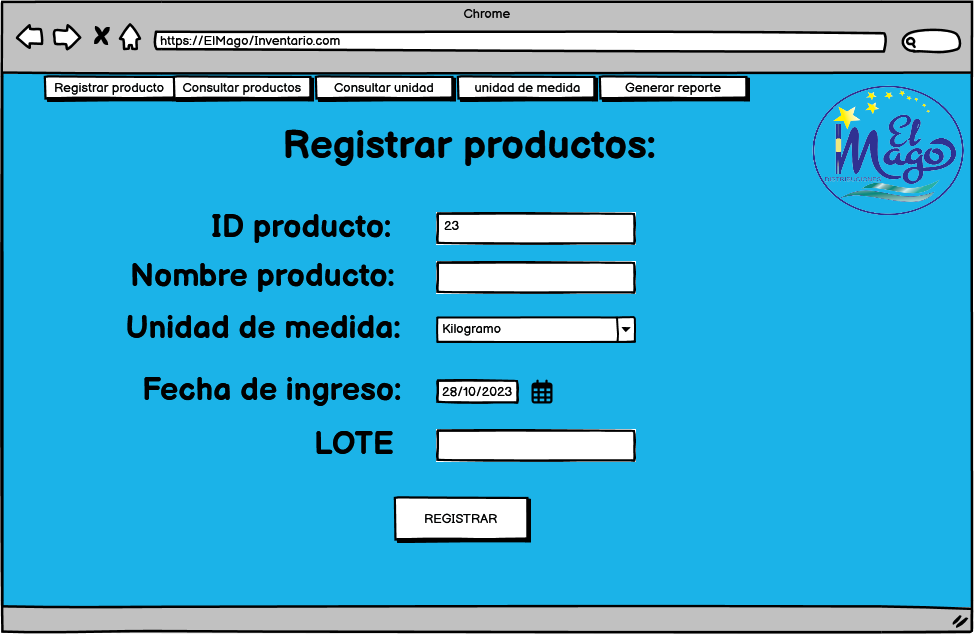 Chrome
https://ElMago/Inventario.com
Registrar producto Consultar productos Consultar unidad unidad de medida Generar reporte
Registrar productos:
El
Mago
DISTRIBUCIONES
ID producto: 23
Nombre producto:
Unidad de medida: Kilogramo
Fecha de ingreso: 28/10/2023
LOTE
REGISTRAR